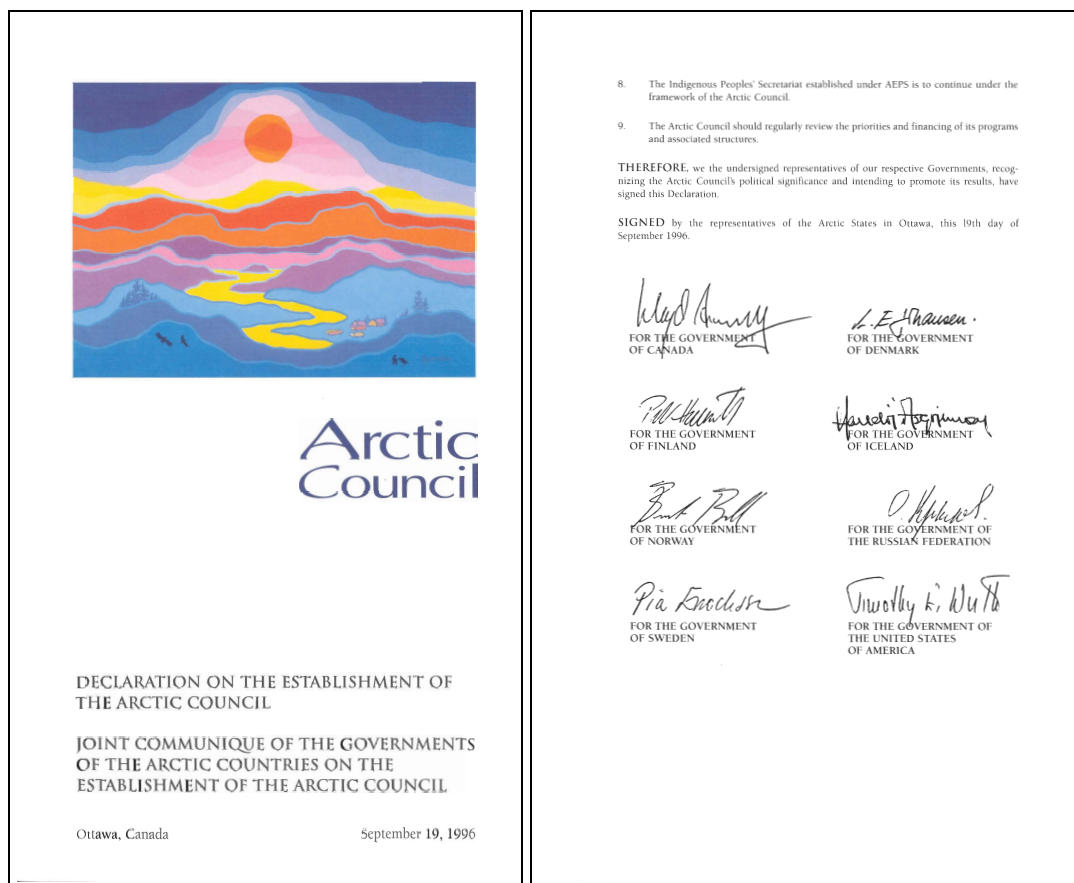 Arctic
Council
DECLARATION ON THE ESTABLISHMENT OF
THE ARCTIC COUNCIL
JOINT COMMUNIQUE OF THE GOVERNMENTS
OF THE ARCTIC COUNTRIES ON THE
ESTABLISHMENT OF THE ARCTIC COUNCIL
Ottawa, Canada September 19, 1996
8. The Indigenous Peoples' Secretariat established under AEPS is to continue under the
framework of the Arctic Council.
9. The Arctic Council should regularly review the priorities and financing of its programs
and associated structures.
THEREFORE, we the undersigned representatives of our respective Governments, recog-
nizing the Arctic Council's political significance and intending to promote its results, have
signed this Declaration.
SIGNED by the representatives of the Arctic States in Ottawa, this 19th day of
September 1996.
FOR THE GOVERNMENT
OF CANADA
FOR THE GOVERNMENT
OF DENMARK
FOR THE GOVERNMENT
OF FINLAND
FOR THE GOVERNMENT
OF ICELAND
FOR THE GOVERNMENT
OF NORWAY
FOR THE GOVERNMENT OF
THE RUSSIAN FEDERATION
Pia
FOR THE GOVERNMENT
OF SWEDEN
Timothy E. Wirth
FOR THE GOVERNMENT OF
THE UNITED STATES
OF AMERICA